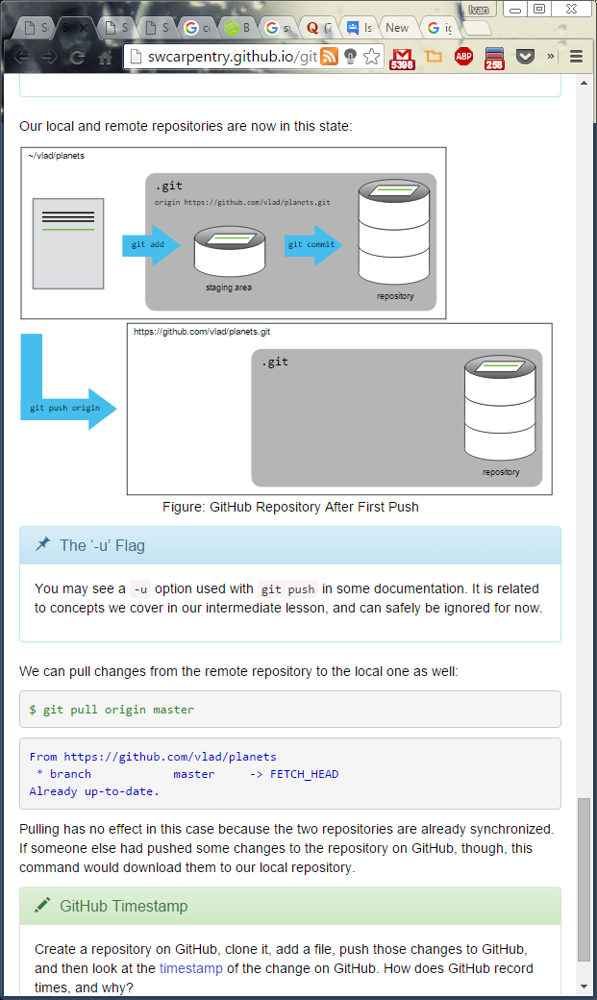 Ivan
S
S
S
S
B
Is
New
swcarpentry.github.io/git
5398
ABP
258
»
Our local and remote repositories are now in this state:
~/vlad/planets
.git
origin https://github.com/vlad/planets.git
git add
git commit
staging area
repository
https://github.com/vlad/planets.git
.git
git push origin
repository
Figure: GitHub Repository After First Push
The ‘-u’ Flag
You may see a -u option used with git push in some documentation. It is related
to concepts we cover in our intermediate lesson, and can safely be ignored for now.
We can pull changes from the remote repository to the local one as well:
$ git pull origin master
From https://github.com/vlad/planets
* branch master -> FETCH_HEAD
Already up-to-date.
Pulling has no effect in this case because the two repositories are already synchronized.
If someone else had pushed some changes to the repository on GitHub, though, this
command would download them to our local repository.
GitHub Timestamp
Create a repository on GitHub, clone it, add a file, push those changes to GitHub,
and then look at the timestamp of the change on GitHub. How does GitHub record
times, and why?